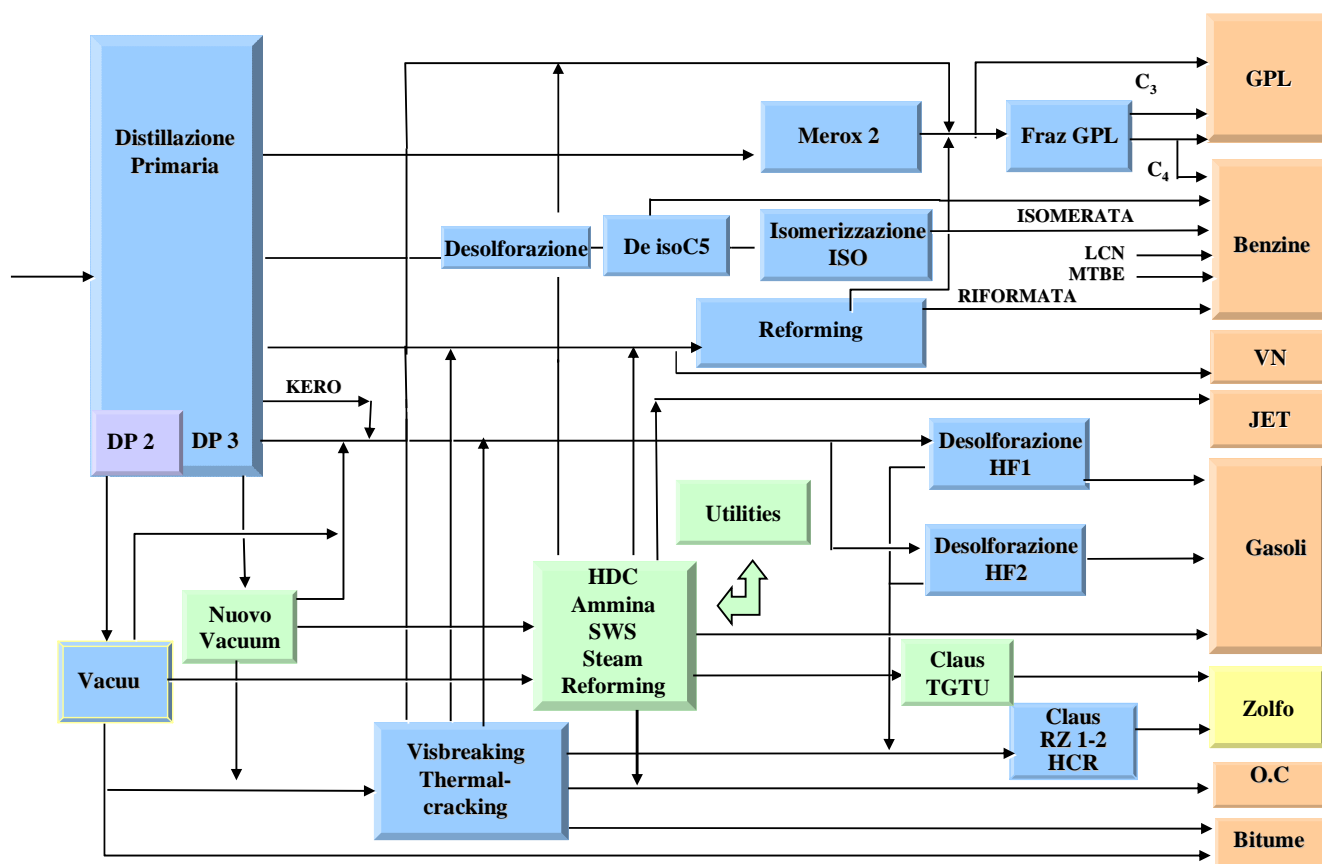 GPL
C3
Distillazione
Primaria
Merox 2
Fraz GPL
C4
ISOMERATA
Desolforazione
De isoC5
Isomerizzazione
ISO
Benzine
LCN
MTBE
RIFORMATA
Reforming
VN
KERO
JET
DP 2
DP 3
Desolforazione
HF1
Utilities
Gasoli
Desolforazione
HF2
HDC
Ammina
SWS
Steam
Reforming
Nuovo
Vacuum
Vacuu
Claus
TGTU
Zolfo
Claus
RZ 1-2
HCR
Visbreaking
Thermal-
cracking
O.C
Bitume